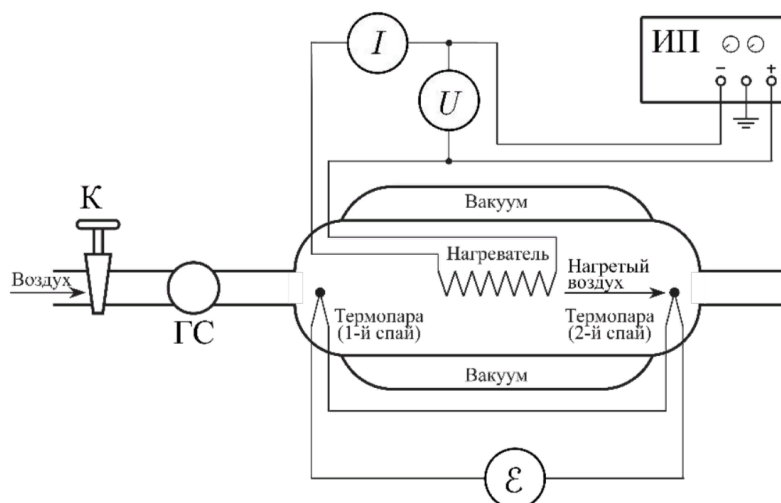 I
ИП
− +
U
К
Вакуум
Воздух
Нагреватель
Нагретый
воздух
ГС
Термопара
(1-й спай)
Термопара
(2-й спай)
Вакуум
ℰ